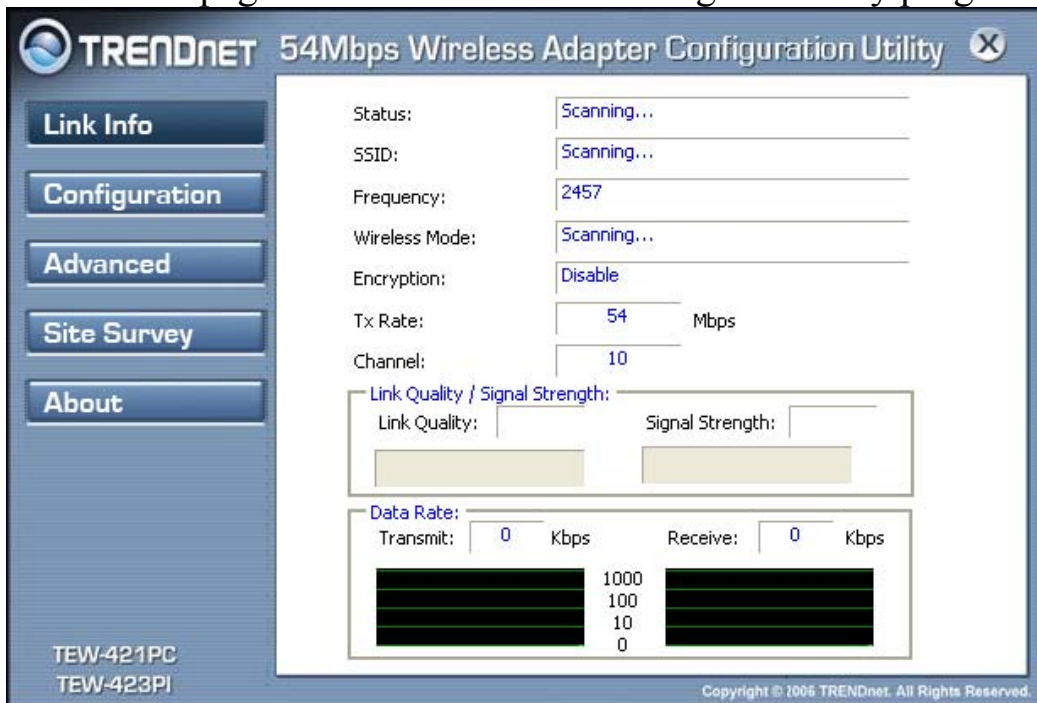 TRENDNET 54Mbps Wireless Adapter Configuration Utility X
Link Info
Configuration
Advanced
Site Survey
About
TEW-421PC
TEW-423PI
Status: Scanning...
SSID: Scanning...
Frequency: 2457
Wireless Mode: Scanning...
Encryption: Disable
Tx Rate: 54 Mbps
Channel: 10
Link Quality / Signal Strength:
Link Quality: Signal Strength:
Data Rate:
Transmit: 0 Kbps Receive: 0 Kbps
1000
100
10
0
Copyright © 2006 TRENDnet. All Rights Reserved.